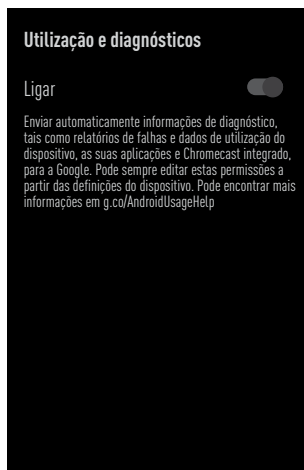 Utilização e diagnósticos
Ligar
Enviar automaticamente informações de diagnóstico,
tais como relatórios de falhas e dados de utilização do
dispositivo, as suas aplicações e Chromecast integrado,
para a Google. Pode sempre editar estas permissões a
partir das definições do dispositivo. Pode encontrar mais
informações em g.co/AndroidUsageHelp